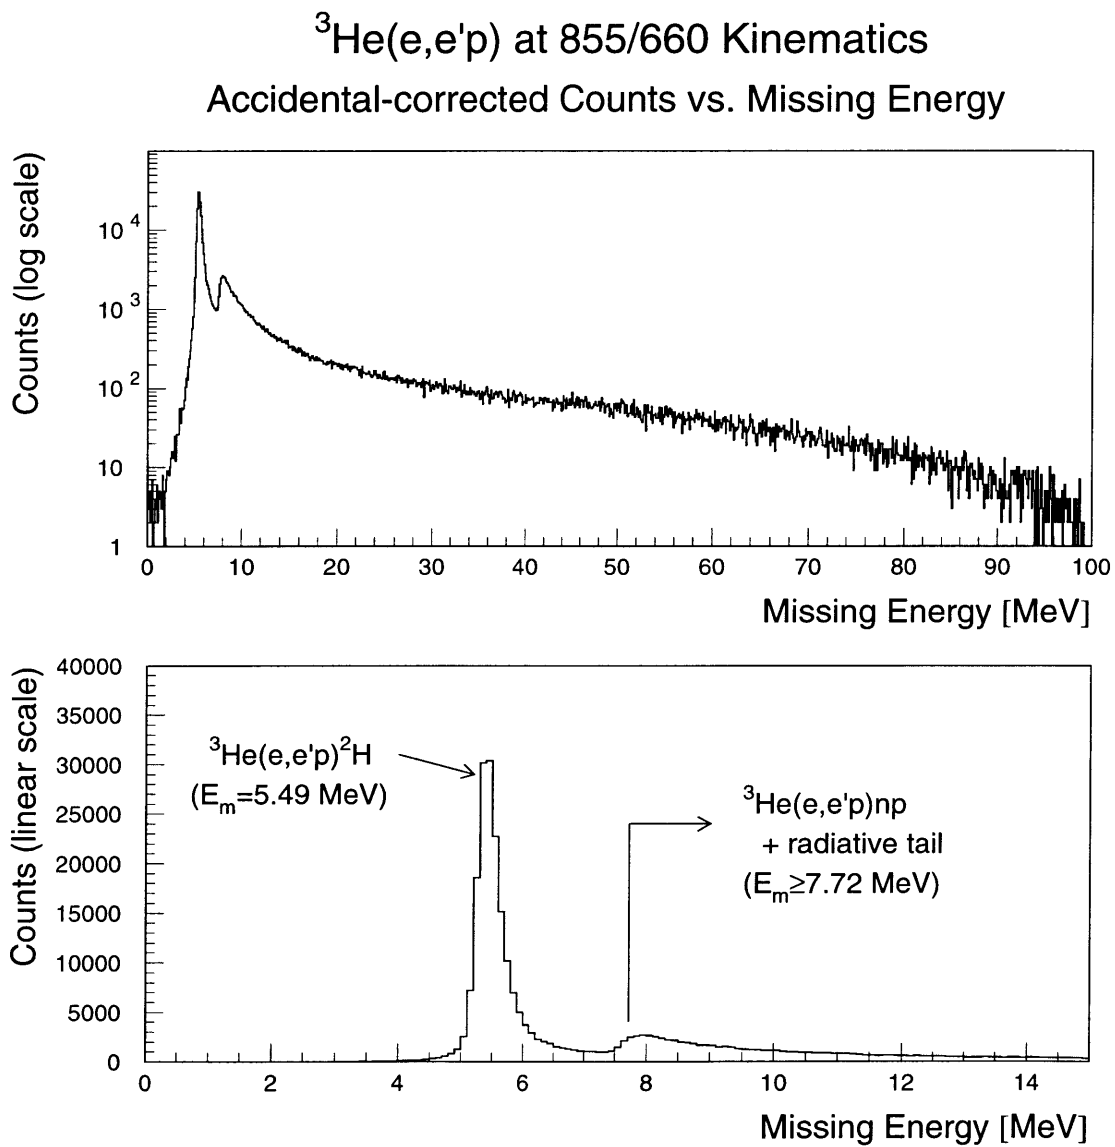 ³He(e,e'p) at 855/660 Kinematics
Accidental-corrected Counts vs. Missing Energy
Counts (log scale)
10⁴
10³
10²
10
1
0 10 20 30 40 50 60 70 80 90 100
Missing Energy [MeV]
Counts (linear scale)
40000
35000
30000
25000
20000
15000
10000
5000
0
³He(e,e'p)²H
(Eₘ=5.49 MeV)
³He(e,e'p)np
+ radiative tail
(Eₘ≥7.72 MeV)
0 2 4 6 8 10 12 14
Missing Energy [MeV]